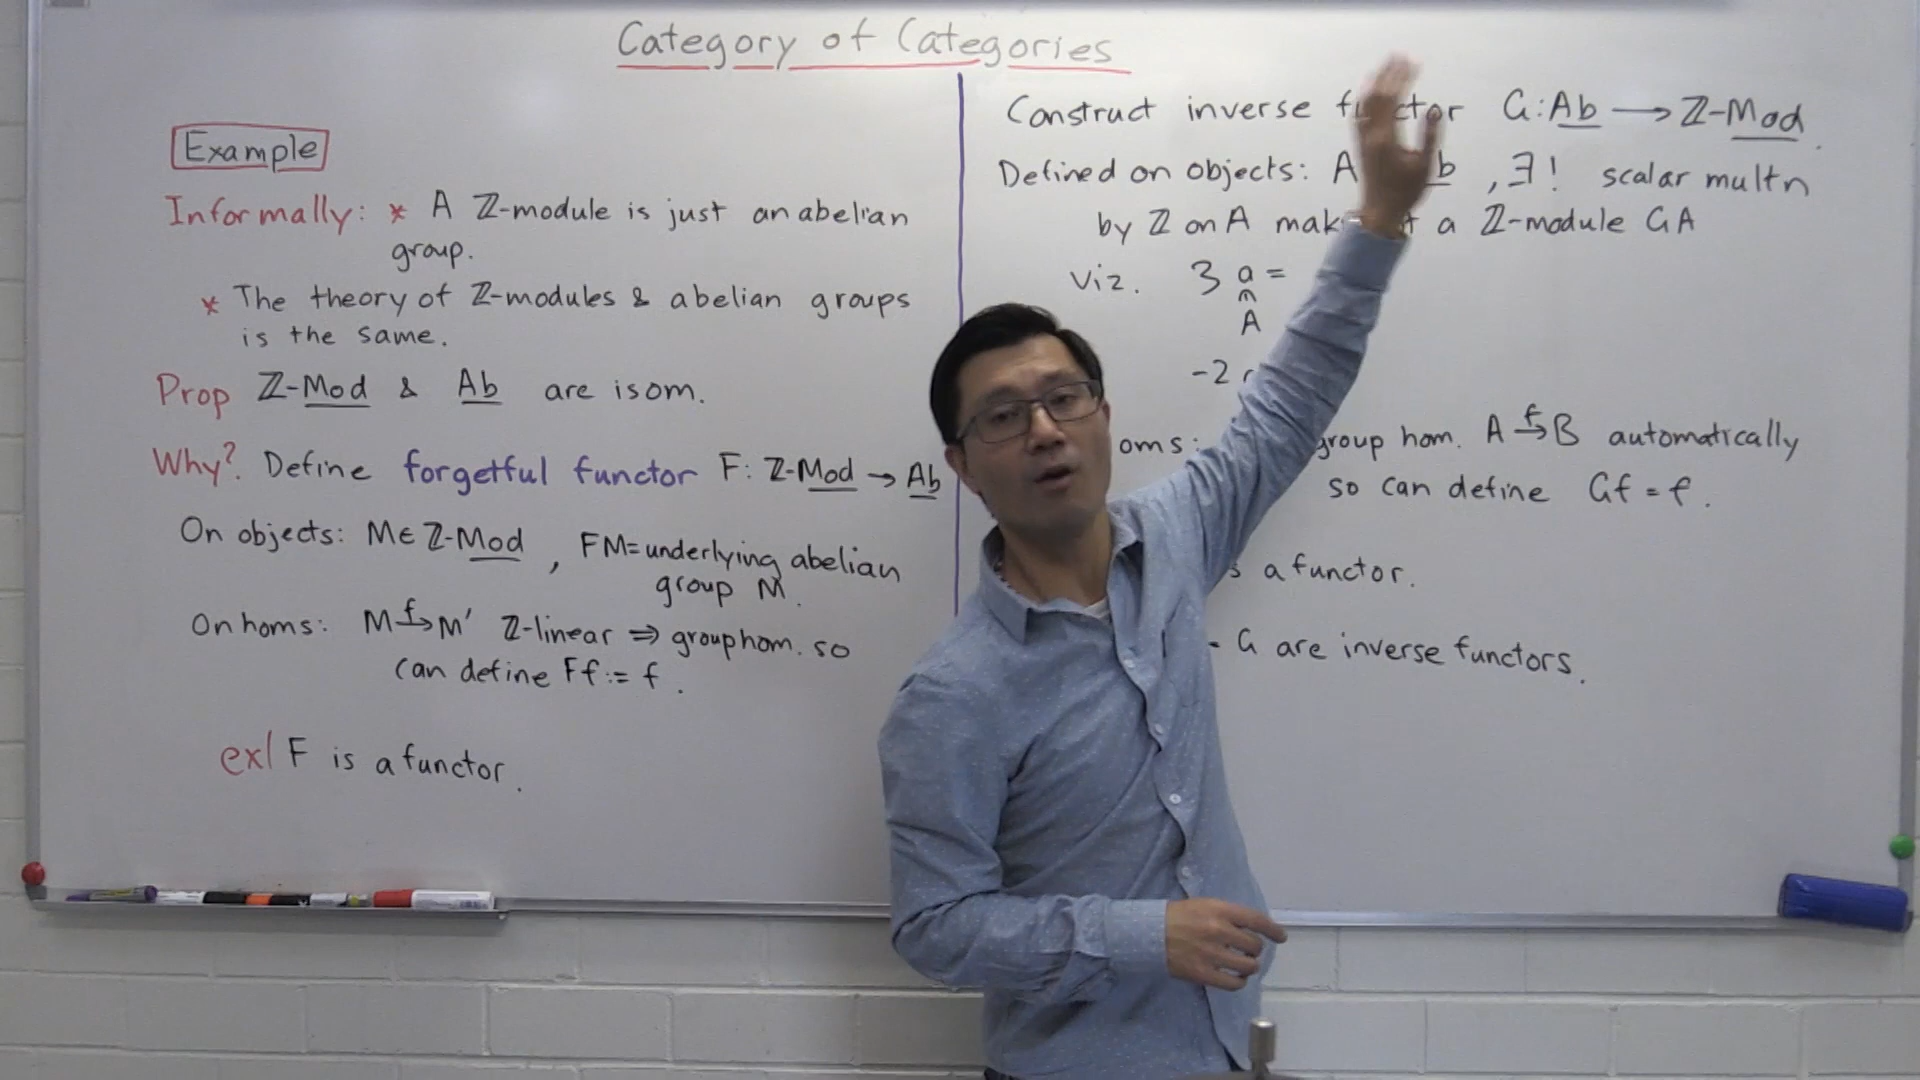 Category of Categories
Example
Informally: * A ℤ-module is just an abelian
group.
* The theory of ℤ-modules & abelian groups
is the same.
Prop ℤ-Mod & Ab are isom.
Why? Define forgetful functor F: ℤ-Mod → Ab
On objects: M ∈ ℤ-Mod , FM = underlying abelian
group M.
On homs: M →f M' ℤ-linear ⇒ group hom. so
can define Ff := f.
ex| F is a functor.
Construct inverse functor G: Ab → ℤ-Mod.
Defined on objects: A b , ∃! scalar multn
by ℤ on A mak a ℤ-module GA
viz. 3 a =
∩
A
-2
oms: group hom. A →f B automatically
so can define Gf = f.
s a functor.
- G are inverse functors.